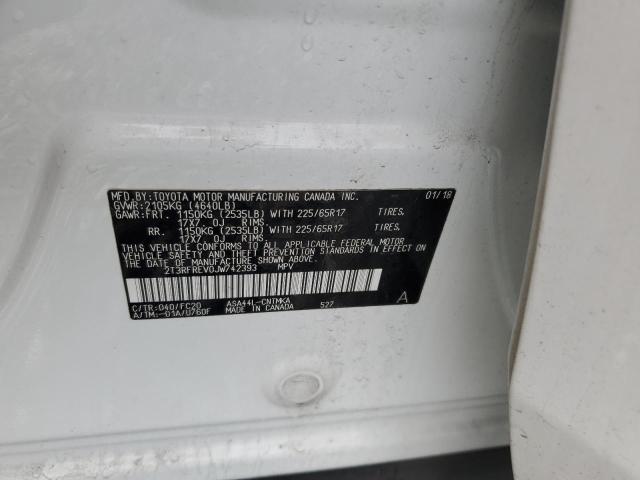 MFD.BY:TOYOTA MOTOR MANUFACTURING CANADA INC. 01/18
GVWR:2105KG (4640LB)
GAWR:FRT. 1150KG (2535LB) WITH 225/65R17 TIRES.
17X7 0J RIMS.
RR. 1150KG (2535LB) WITH 225/65R17 TIRES.
17X7 0J RIMS.
THIS VEHICLE CONFORMS TO ALL APPLICABLE FEDERAL MOTOR
VEHICLE SAFETY, BUMPER, AND THEFT PREVENTION STANDARDS IN EFFECT ON
THE DATE OF MANUFACTURE SHOWN ABOVE.
2T3RFREV0JW742393 MPV
C/TR:040/FC20 ASA44L-CNTMKA 527 A
A/TM:-01A/U760F MADE IN CANADA